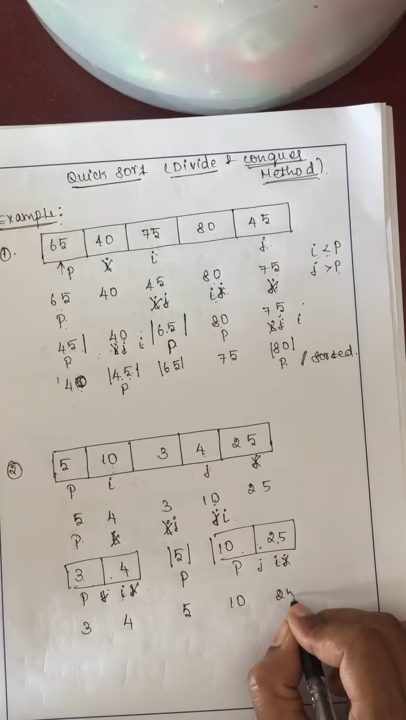 Quick Sort (Divide & Conquer
Method).
Example:
1. 65 40 75 80 45
P i j i < P
65 40 45 80 75 j > P
P j i
45| 40 |65| 80 75
P j i P P j i
40 |45| |65| 75 |80| // sorted.
P P
2) 5 10 3 4 25
P i j
5 4 3 10 25
P j i
3 4 |5| 10 25
P j i P P j i
3 4 5 10 25